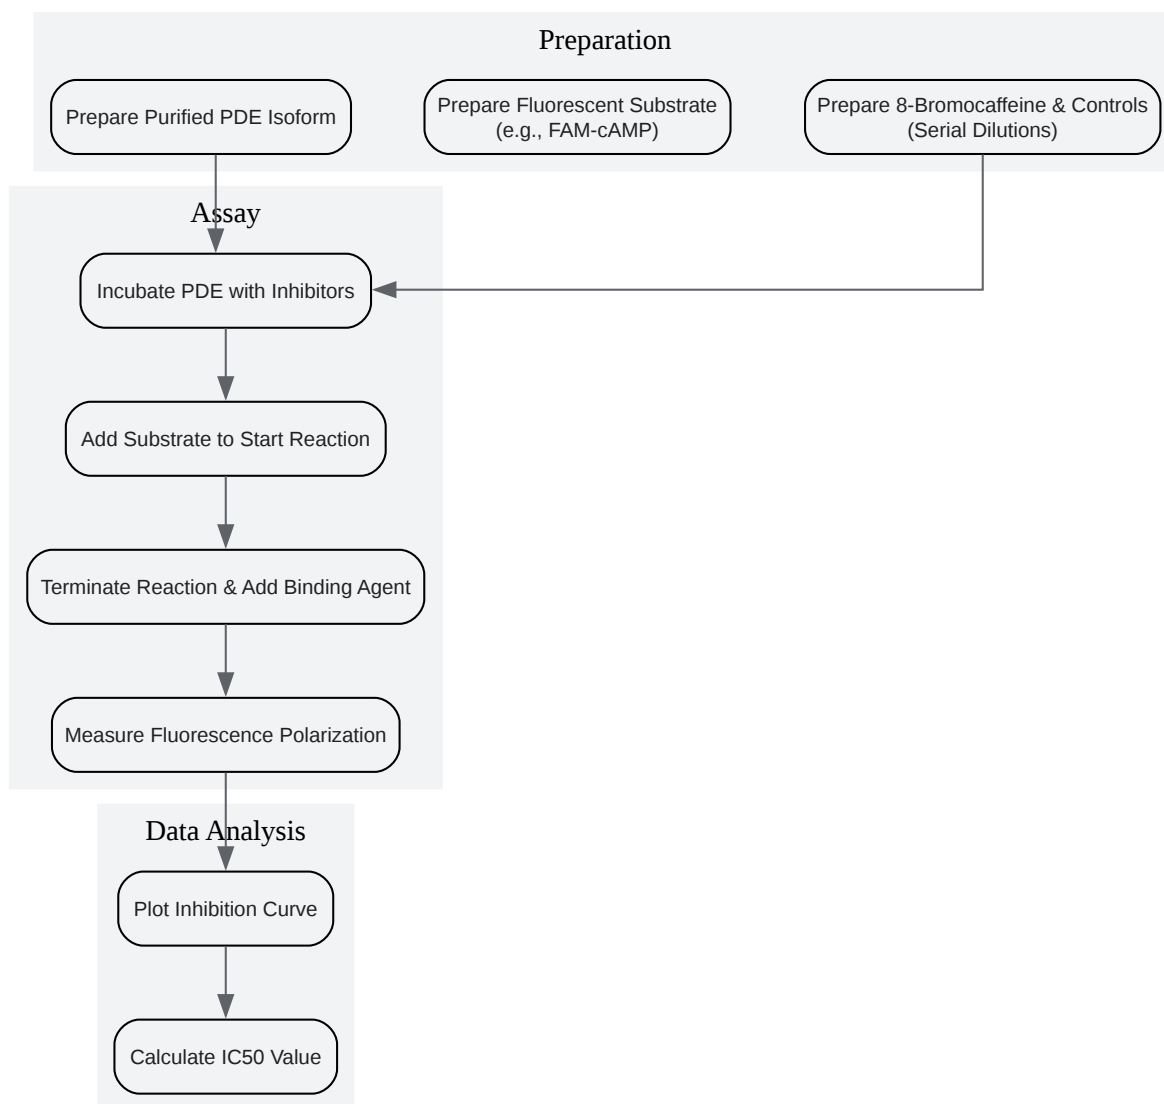 Preparation
Prepare Purified PDE Isoform
Prepare Fluorescent Substrate
(e.g., FAM-cAMP)
Prepare 8-Bromocaffeine & Controls
(Serial Dilutions)
Assay
Incubate PDE with Inhibitors
Add Substrate to Start Reaction
Terminate Reaction & Add Binding Agent
Measure Fluorescence Polarization
Data Analysis
Plot Inhibition Curve
Calculate IC50 Value